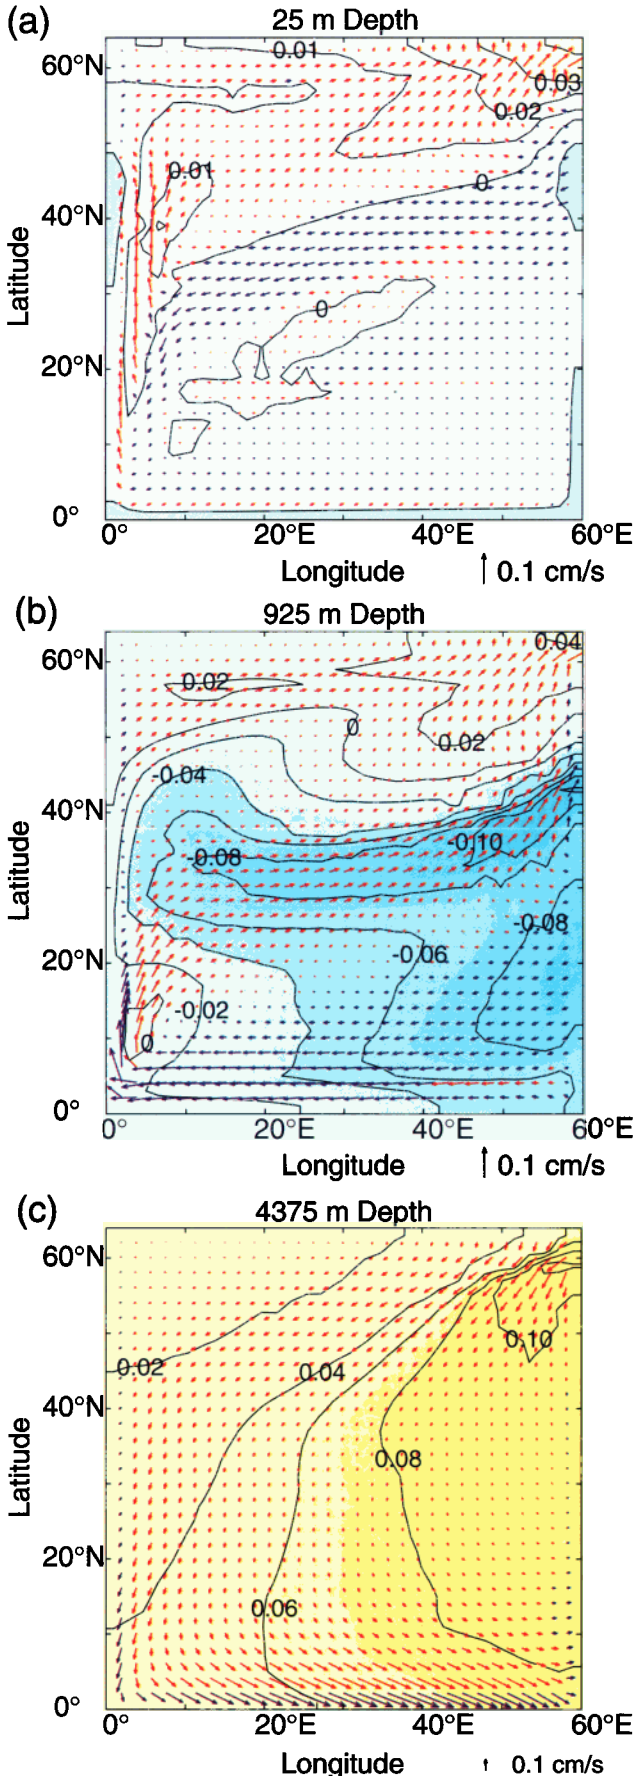 (a)
25 m Depth
60°N
0.01
0.03
0.02
0.01
0
40°N
Latitude
0
20°N
0°
0°
20°E
40°E
60°E
Longitude
0.1 cm/s
(b)
925 m Depth
60°N
0.04
0.02
0
0.02
-0.04
40°N
-0.10
-0.08
Latitude
-0.08
-0.06
20°N
-0.02
0
0°
0°
20°E
40°E
60°E
Longitude
0.1 cm/s
(c)
4375 m Depth
60°N
0.10
0.02
0.04
40°N
0.08
Latitude
20°N
0.06
0°
0°
20°E
40°E
60°E
Longitude
0.1 cm/s